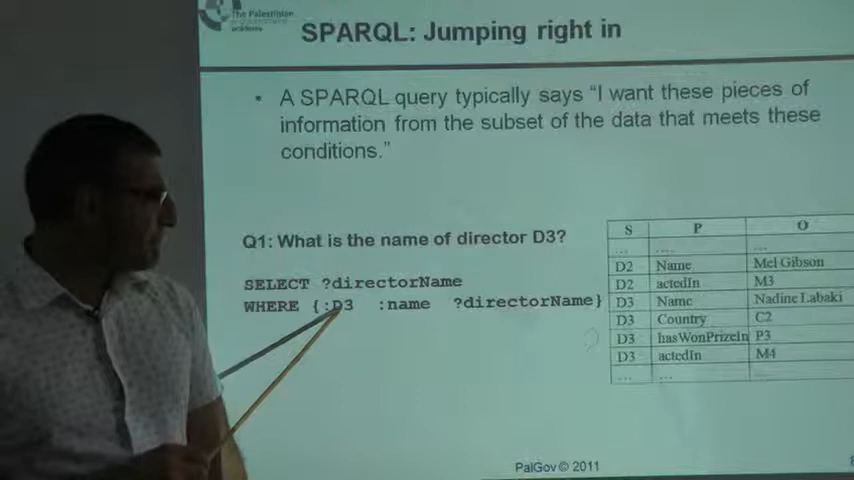 The Palestinian
academy
SPARQL: Jumping right in
• A SPARQL query typically says “I want these pieces of
information from the subset of the data that meets these
conditions.”
Q1: What is the name of director D3?
SELECT ?directorName
WHERE {:D3 :name ?directorName}
S P O
... .... ...
D2 Name Mel Gibson
D2 actedIn M3
D3 Name Nadine Labaki
D3 Country C2
D3 hasWonPrizeIn P3
D3 actedIn M4
... ...
PalGov © 2011